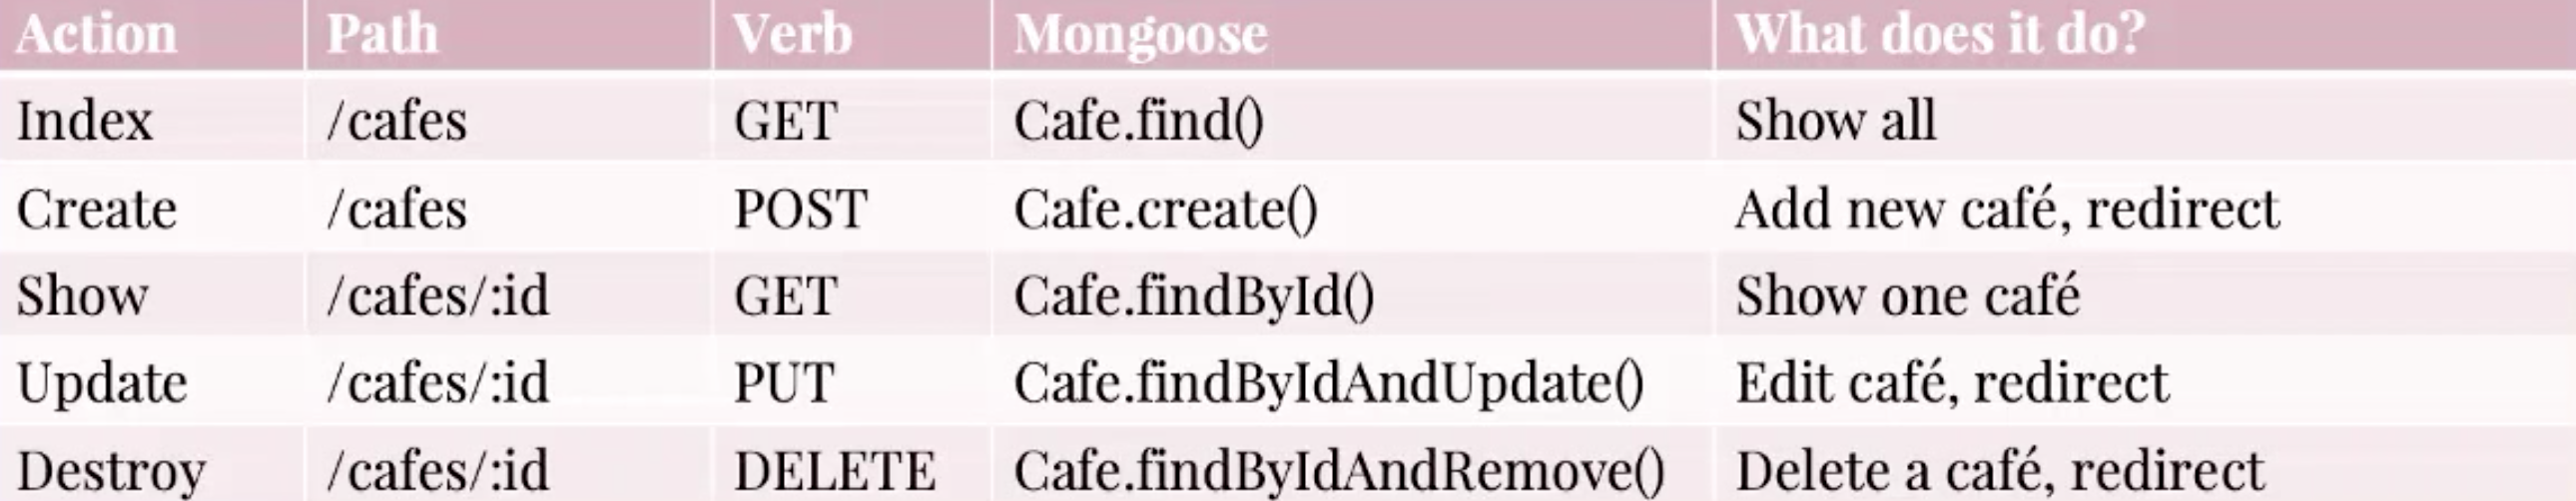 Action Path Verb Mongoose What does it do?
Index /cafes GET Cafe.find() Show all
Create /cafes POST Cafe.create() Add new café, redirect
Show /cafes/:id GET Cafe.findById() Show one café
Update /cafes/:id PUT Cafe.findByIdAndUpdate() Edit café, redirect
Destroy /cafes/:id DELETE Cafe.findByIdAndRemove() Delete a café, redirect